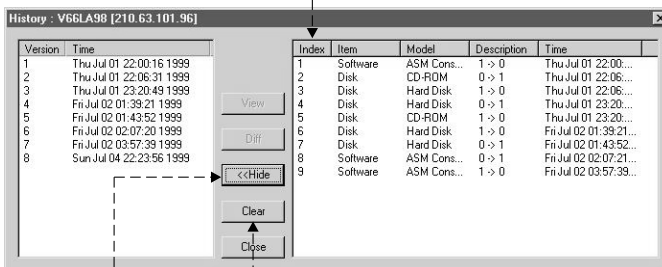 History : V66LA98 [210.63.101.96]
Version Time
1 Thu Jul 01 22:00:16 1999
2 Thu Jul 01 22:06:31 1999
3 Thu Jul 01 23:20:49 1999
4 Fri Jul 02 01:39:21 1999
5 Fri Jul 02 01:43:52 1999
6 Fri Jul 02 02:07:20 1999
7 Fri Jul 02 03:57:39 1999
8 Sun Jul 04 22:23:56 1999
View
Diff
<<Hide
Clear
Close
Index Item Model Description Time
1 Software ASM Cons... 1 -> 0 Thu Jul 01 22:00:...
2 Disk CD-ROM 0 -> 1 Thu Jul 01 22:06:...
3 Disk Hard Disk 1 -> 0 Thu Jul 01 22:06:...
4 Disk Hard Disk 0 -> 1 Thu Jul 01 23:20:...
5 Disk CD-ROM 1 -> 0 Thu Jul 01 23:20:...
6 Disk Hard Disk 1 -> 0 Fri Jul 02 01:39:21...
7 Disk Hard Disk 0 -> 1 Fri Jul 02 01:43:52...
8 Software ASM Cons... 0 -> 1 Fri Jul 02 02:07:21...
9 Software ASM Cons... 1 -> 0 Fri Jul 02 03:57:39...